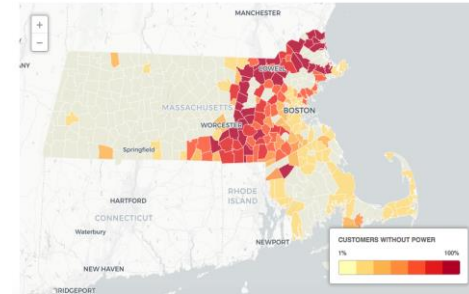 MANCHESTER
+
−
LOWELL
MASSACHUSETTS
BOSTON
WORCESTER
Springfield
HARTFORD
RHODE
ISLAND
CONNECTICUT
Waterbury
NEWPORT
NEW HAVEN
CUSTOMERS WITHOUT POWER
1%
100%